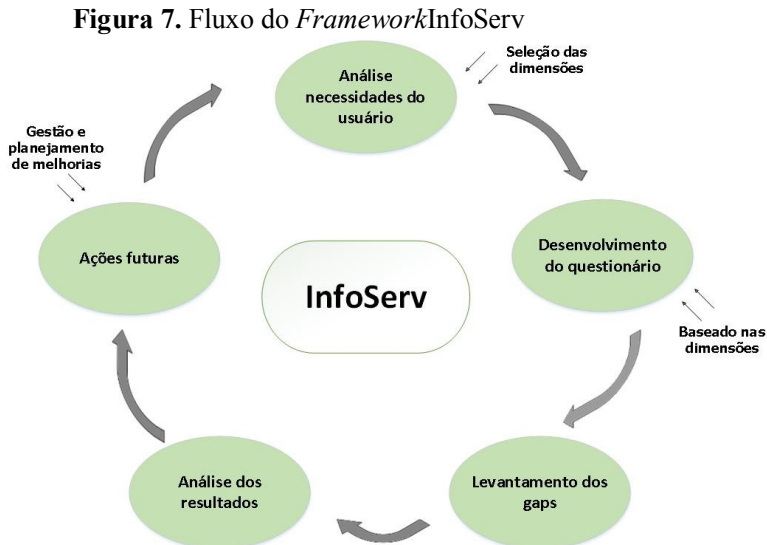 Figura 7. Fluxo do FrameworkInfoServ
Seleção das
dimensões
Análise
necessidades do
usuário
Gestão e
planejamento
de melhorias
Ações futuras
Desenvolvimento
do questionário
InfoServ
Baseado nas
dimensões
Análise dos
resultados
Levantamento dos
gaps